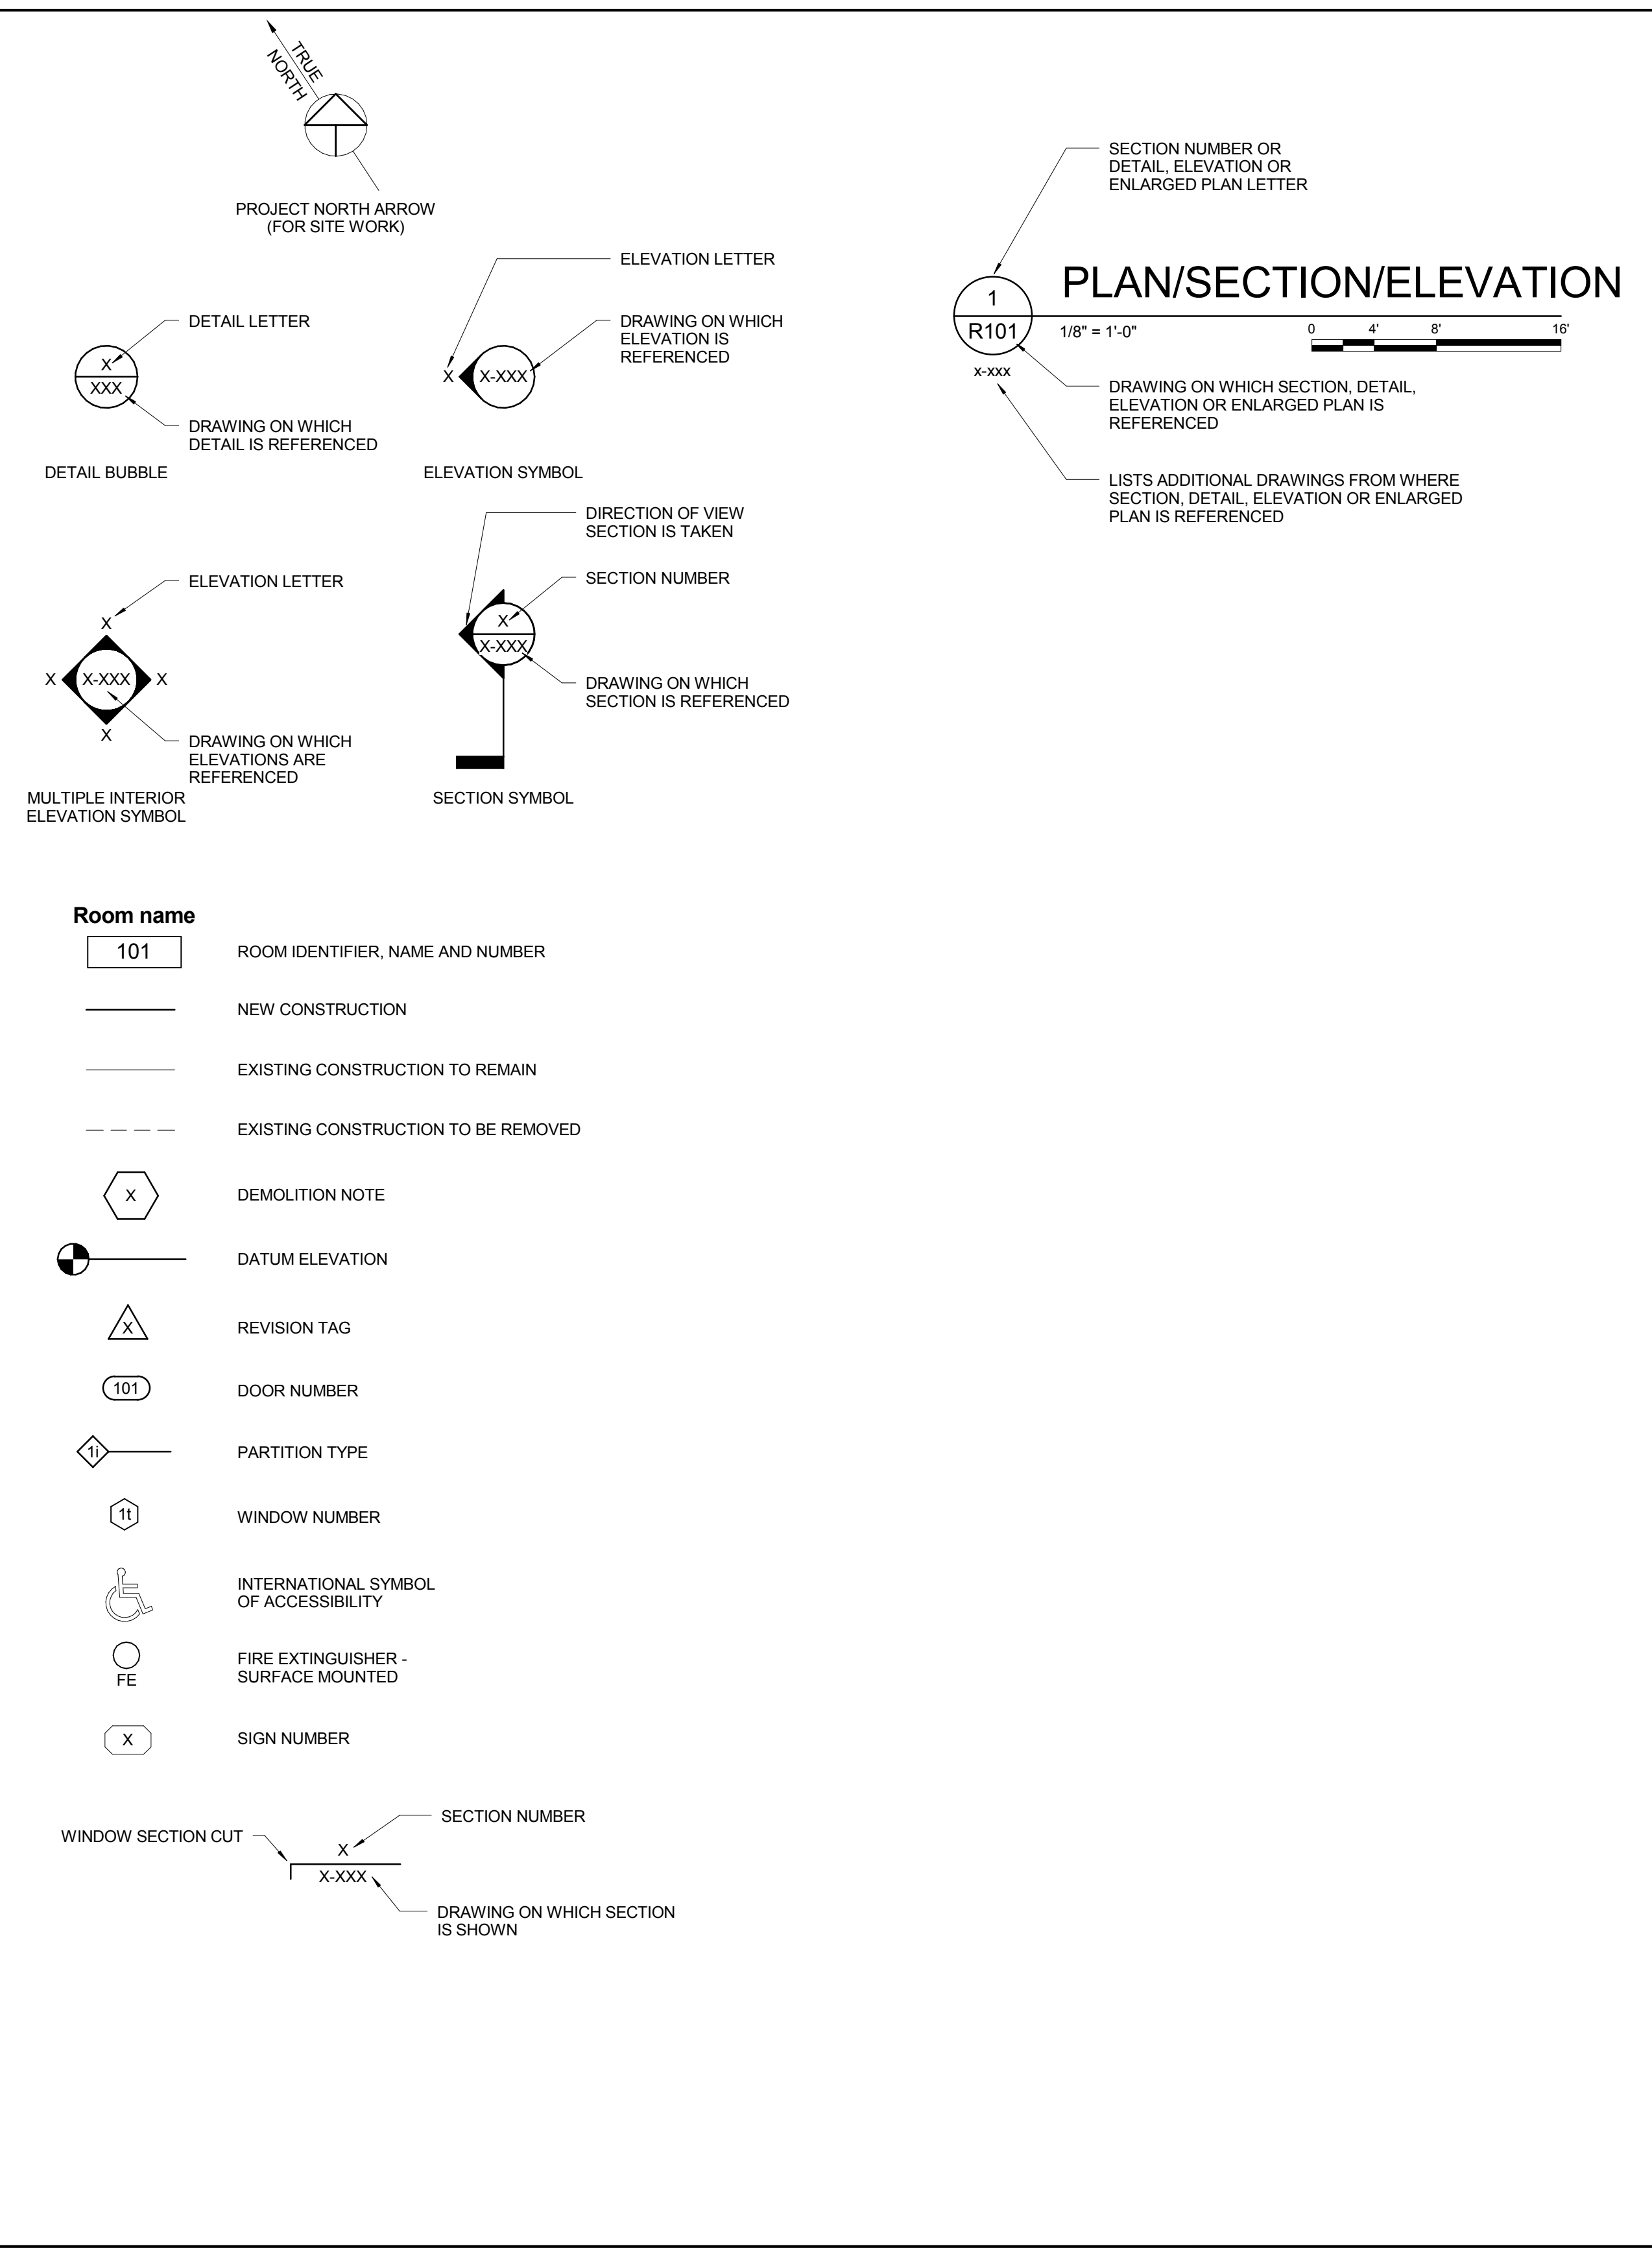 TRUE
NORTH
PROJECT NORTH ARROW
(FOR SITE WORK)
X
XXX
DETAIL LETTER
DRAWING ON WHICH
DETAIL IS REFERENCED
DETAIL BUBBLE
ELEVATION LETTER
X
X-XXX
DRAWING ON WHICH
ELEVATION IS
REFERENCED
ELEVATION SYMBOL
ELEVATION LETTER
X
X
X-XXX
X
X
DRAWING ON WHICH
ELEVATIONS ARE
REFERENCED
MULTIPLE INTERIOR
ELEVATION SYMBOL
DIRECTION OF VIEW
SECTION IS TAKEN
SECTION NUMBER
X
X-XXX
DRAWING ON WHICH
SECTION IS REFERENCED
SECTION SYMBOL
SECTION NUMBER OR
DETAIL, ELEVATION OR
ENLARGED PLAN LETTER
PLAN/SECTION/ELEVATION
1
R101
1/8" = 1'-0"
0 4' 8' 16'
x-xxx
DRAWING ON WHICH SECTION, DETAIL,
ELEVATION OR ENLARGED PLAN IS
REFERENCED
LISTS ADDITIONAL DRAWINGS FROM WHERE
SECTION, DETAIL, ELEVATION OR ENLARGED
PLAN IS REFERENCED
Room name
101
ROOM IDENTIFIER, NAME AND NUMBER
NEW CONSTRUCTION
EXISTING CONSTRUCTION TO REMAIN
EXISTING CONSTRUCTION TO BE REMOVED
X
DEMOLITION NOTE
DATUM ELEVATION
X
REVISION TAG
101
DOOR NUMBER
1i
PARTITION TYPE
1t
WINDOW NUMBER
INTERNATIONAL SYMBOL
OF ACCESSIBILITY
FE
FIRE EXTINGUISHER -
SURFACE MOUNTED
X
SIGN NUMBER
WINDOW SECTION CUT
SECTION NUMBER
X
X-XXX
DRAWING ON WHICH SECTION
IS SHOWN